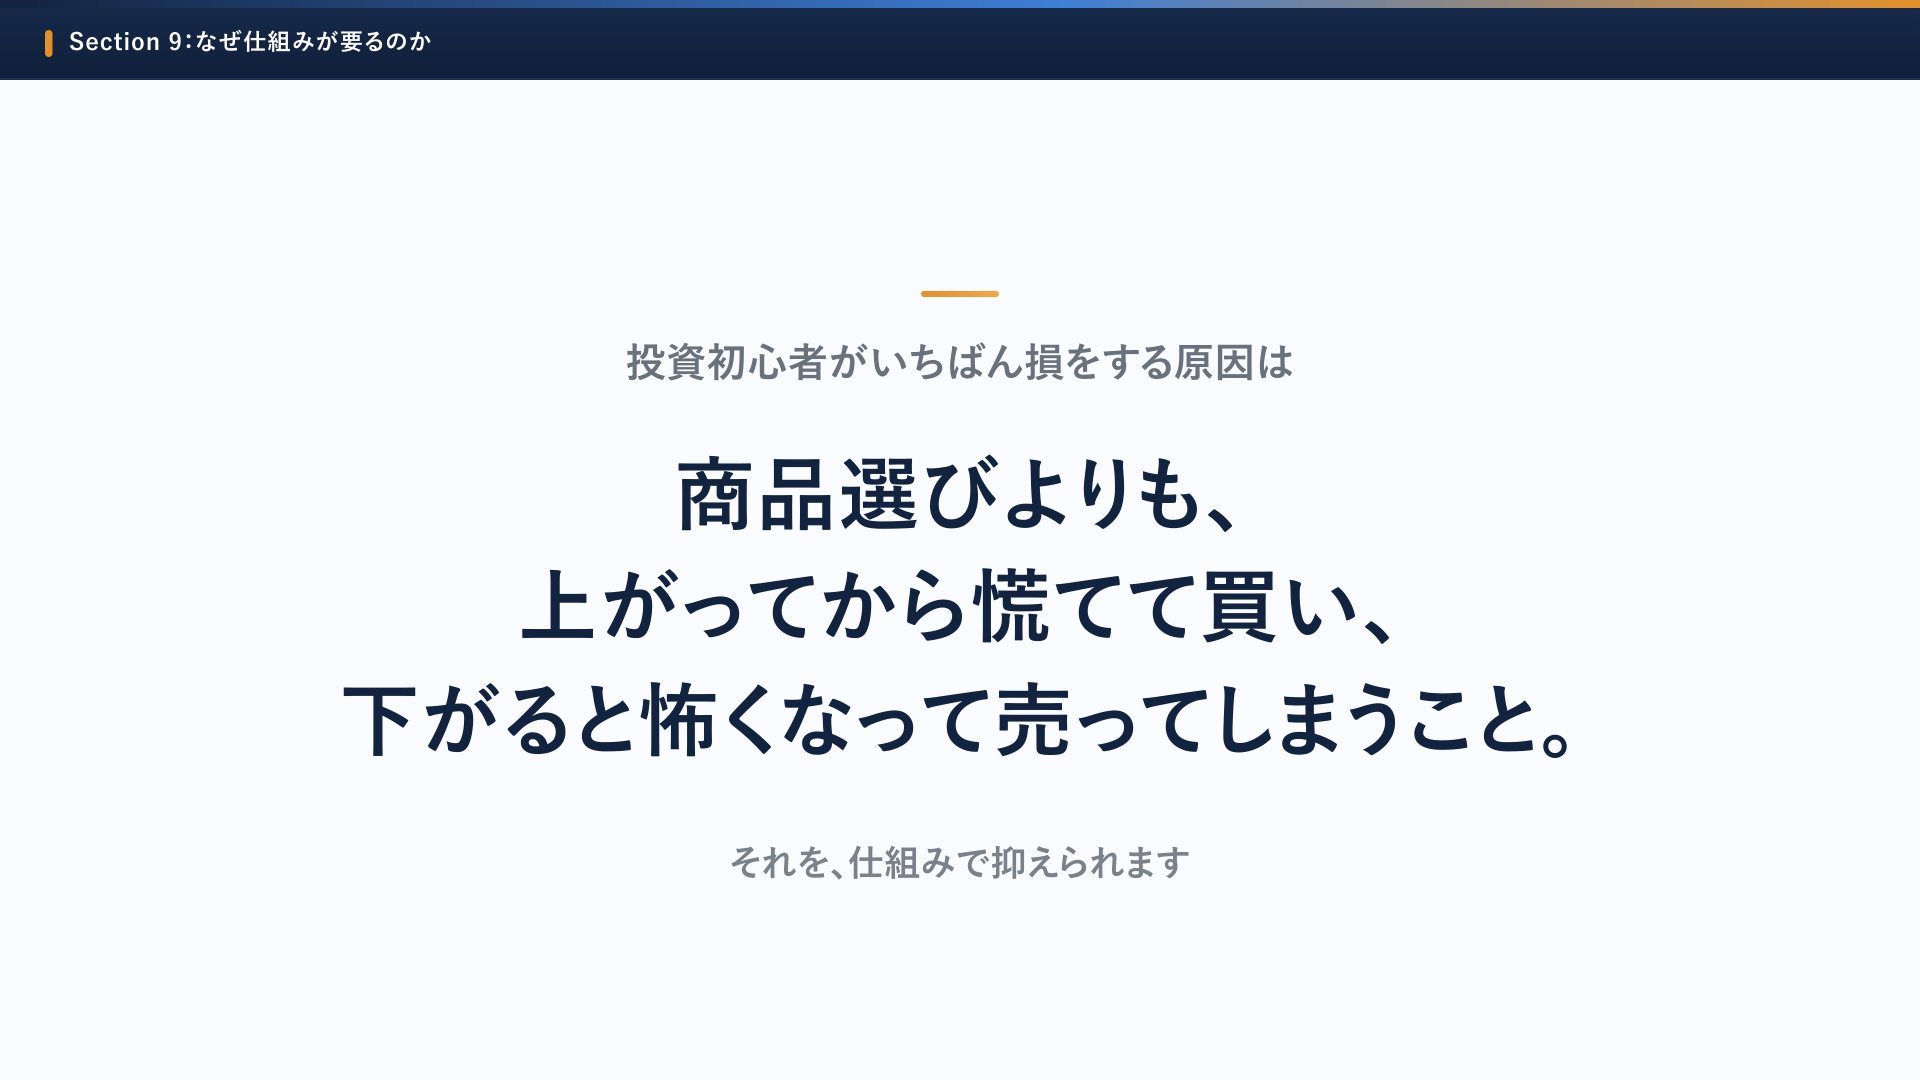 Section 9：なぜ仕組みが要るのか
投資初心者がいちばん損をする原因は
商品選びよりも、
上がってから慌てて買い、
下がると怖くなって売ってしまうこと。
それを、仕組みで抑えられます